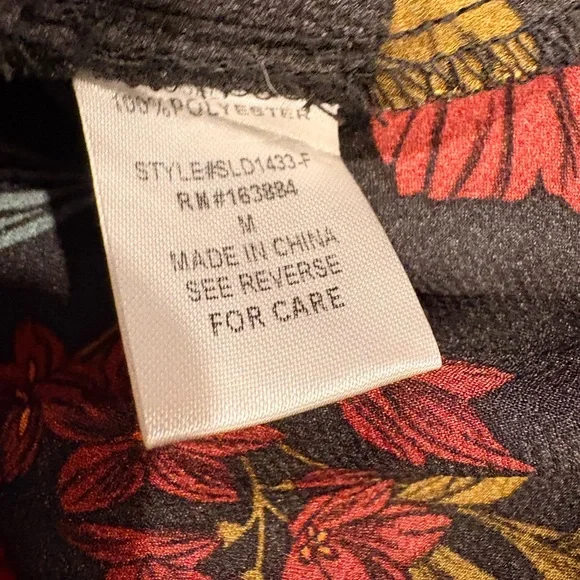 100% POLYESTER
STYLE#SLD1433-F
RN#163884
M
MADE IN CHINA
SEE REVERSE
FOR CARE